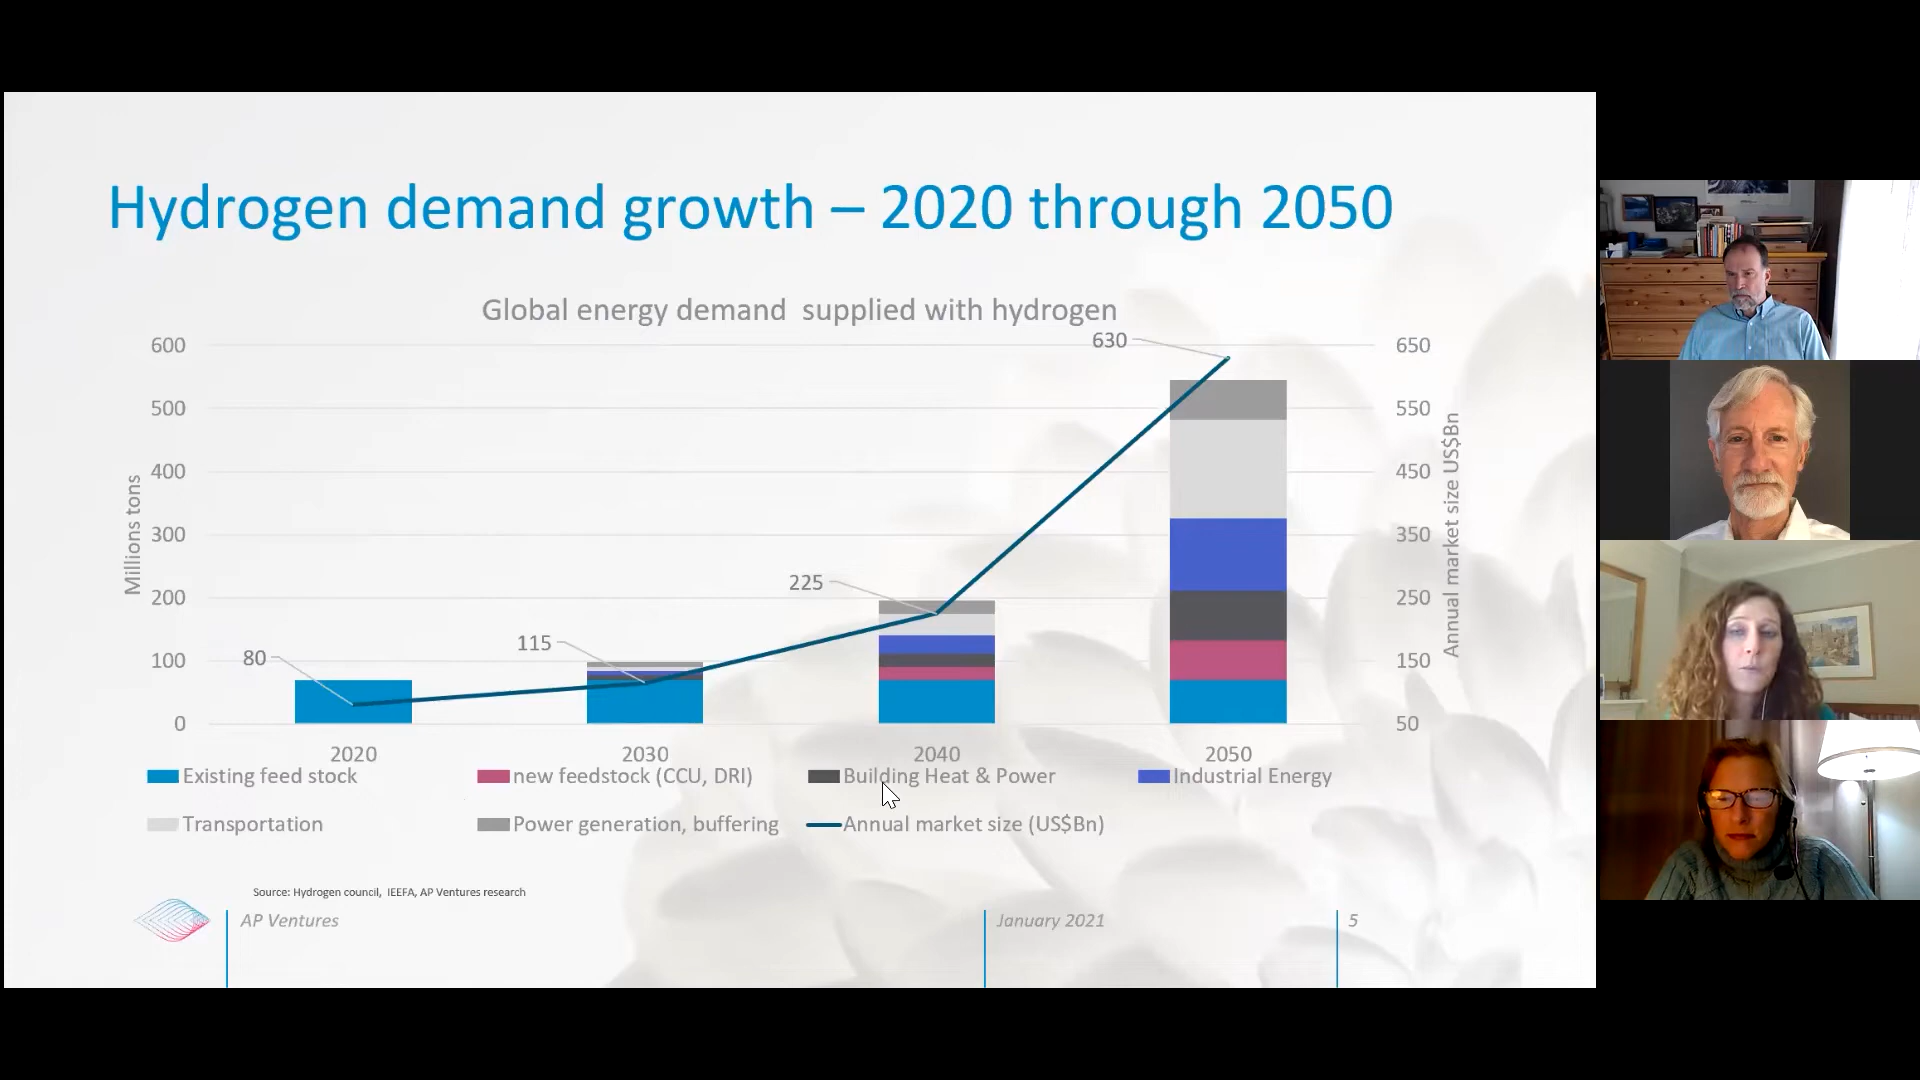 Hydrogen demand growth – 2020 through 2050
Global energy demand supplied with hydrogen
600
500
400
300
200
100
0
Millions tons
650
550
450
350
250
150
50
Annual market size US$Bn
80
115
225
630
2020
2030
2040
2050
Existing feed stock
new feedstock (CCU, DRI)
Building Heat & Power
Industrial Energy
Transportation
Power generation, buffering
Annual market size (US$Bn)
Source: Hydrogen council, IEEFA, AP Ventures research
AP Ventures
January 2021
5